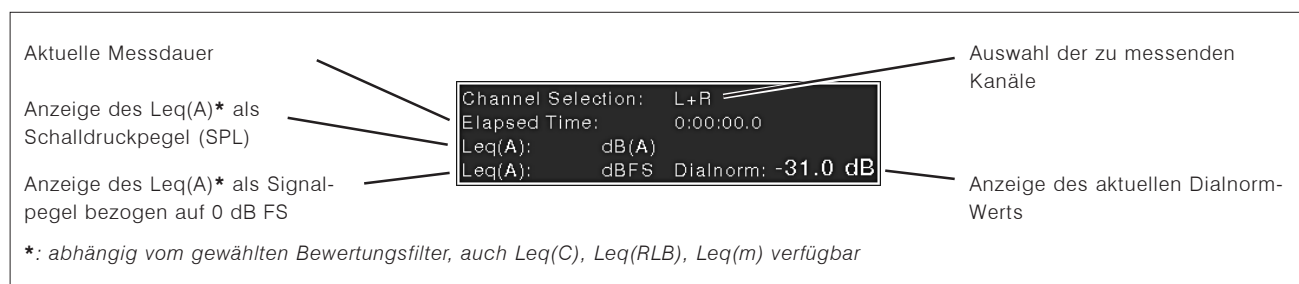 Aktuelle Messdauer
Anzeige des Leq(A)* als
Schalldruckpegel (SPL)
Anzeige des Leq(A)* als Signal-
pegel bezogen auf 0 dB FS
Channel Selection: L+R
Elapsed Time: 0:00:00.0
Leq(A): dB(A)
Leq(A): dBFS Dialnorm: -31.0 dB
Auswahl der zu messenden
Kanäle
Anzeige des aktuellen Dialnorm-
Werts
*: abhängig vom gewählten Bewertungsfilter, auch Leq(C), Leq(RLB), Leq(m) verfügbar